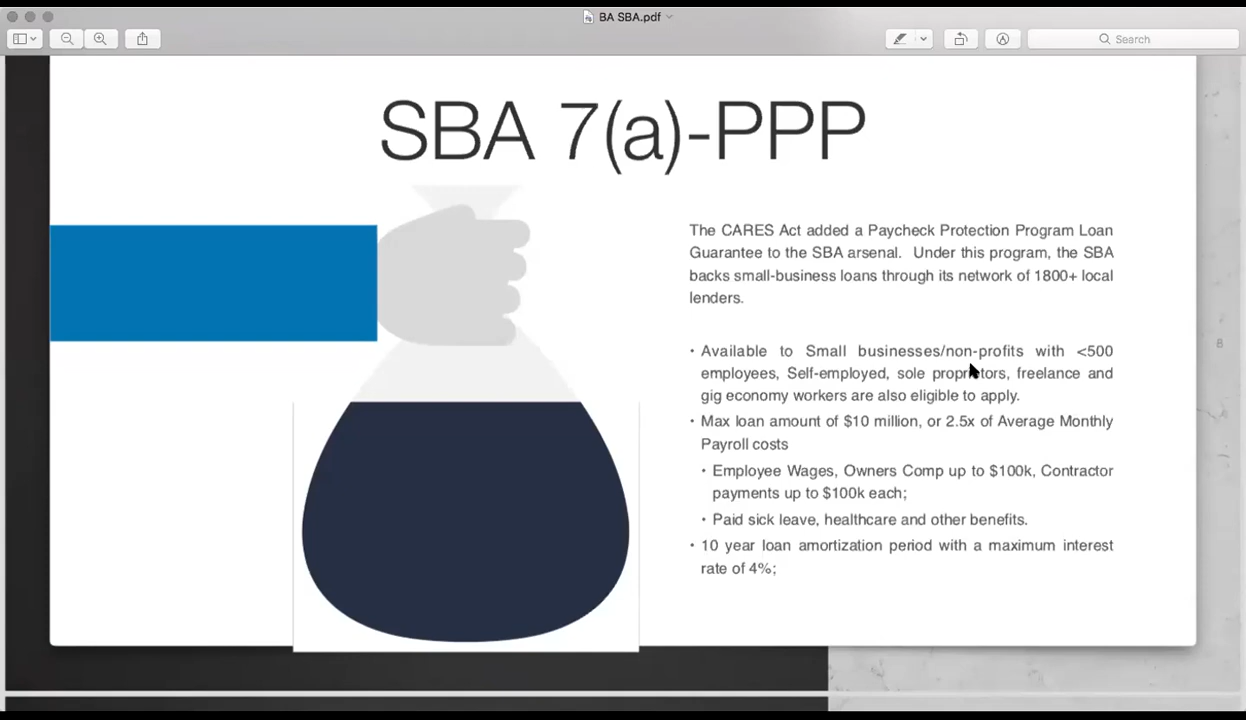 BA SBA.pdf
Search
SBA 7(a)-PPP
The CARES Act added a Paycheck Protection Program Loan
Guarantee to the SBA arsenal. Under this program, the SBA
backs small-business loans through its network of 1800+ local
lenders.
• Available to Small businesses/non-profits with <500
employees, Self-employed, sole proprietors, freelance and
gig economy workers are also eligible to apply.
• Max loan amount of $10 million, or 2.5x of Average Monthly
Payroll costs
• Employee Wages, Owners Comp up to $100k, Contractor
payments up to $100k each;
• Paid sick leave, healthcare and other benefits.
• 10 year loan amortization period with a maximum interest
rate of 4%;
8